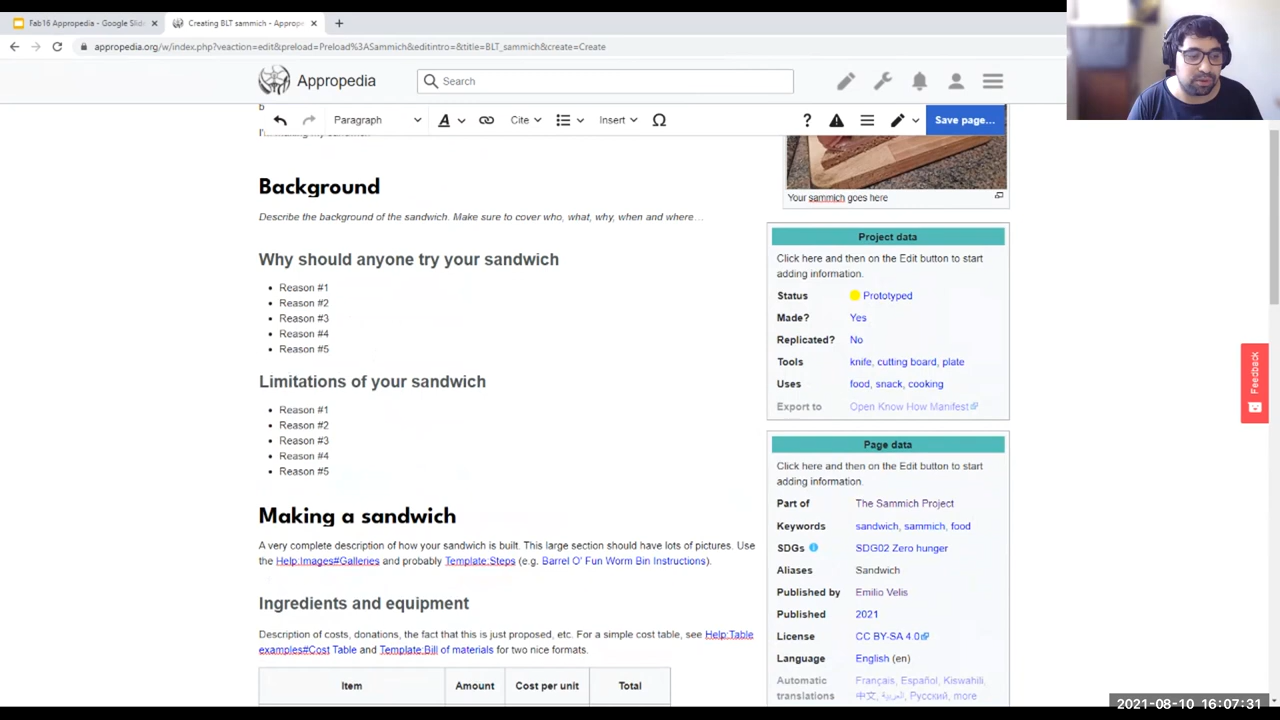 Fab16 Appropedia - Google Slid
Creating BLT sammich - Apprope
appropedia.org/w/index.php?veaction=edit&preload=Preload%3ASammich&editintro=&title=BLT_sammich&create=Create
Appropedia
Search
b
Paragraph
A
Cite
Insert
Ω
?
Save page...
I'm making my sandwich
Your sammich goes here
Background
Describe the background of the sandwich. Make sure to cover who, what, why, when and where…
Why should anyone try your sandwich
Reason #1
Reason #2
Reason #3
Reason #4
Reason #5
Limitations of your sandwich
Reason #1
Reason #2
Reason #3
Reason #4
Reason #5
Making a sandwich
A very complete description of how your sandwich is built. This large section should have lots of pictures. Use
the Help:Images#Galleries and probably Template:Steps (e.g. Barrel O' Fun Worm Bin Instructions).
Ingredients and equipment
Description of costs, donations, the fact that this is just proposed, etc. For a simple cost table, see Help:Table
examples#Cost Table and Template:Bill of materials for two nice formats.
Item Amount Cost per unit Total
Project data
Click here and then on the Edit button to start
adding information.
Status Prototyped
Made? Yes
Replicated? No
Tools knife, cutting board, plate
Uses food, snack, cooking
Export to Open Know How Manifest
Page data
Click here and then on the Edit button to start
adding information.
Part of The Sammich Project
Keywords sandwich, sammich, food
SDGs SDG02 Zero hunger
Aliases Sandwich
Published by Emilio Velis
Published 2021
License CC BY-SA 4.0
Language English (en)
Automatic Français, Español, Kiswahili,
translations 中文, العربية, Русский, more
Feedback
2021-08-10 16:07:31